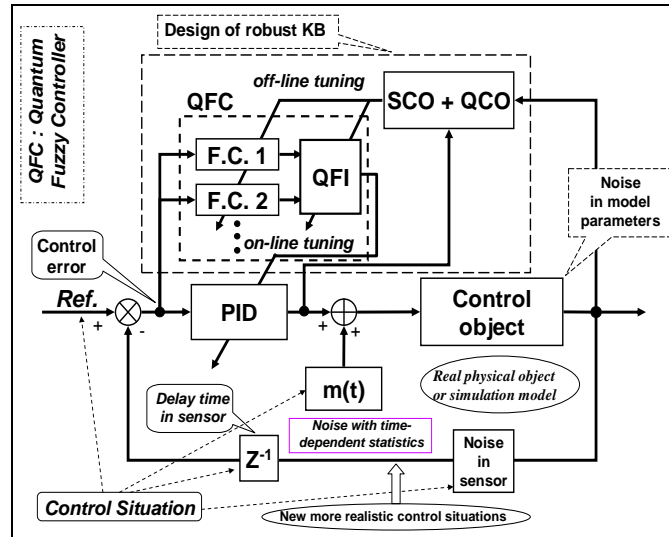 Design of robust KB
QFC : Quantum
Fuzzy Controller
off-line tuning
SCO + QCO
QFC
F.C. 1
QFI
F.C. 2
Noise
in model
parameters
on-line tuning
Control
error
Ref.
+
-
PID
+
+
Control
object
m(t)
Real physical object
or simulation model
Delay time
in sensor
Noise with time-
dependent statistics
Z-1
Noise
in
sensor
Control Situation
New more realistic control situations